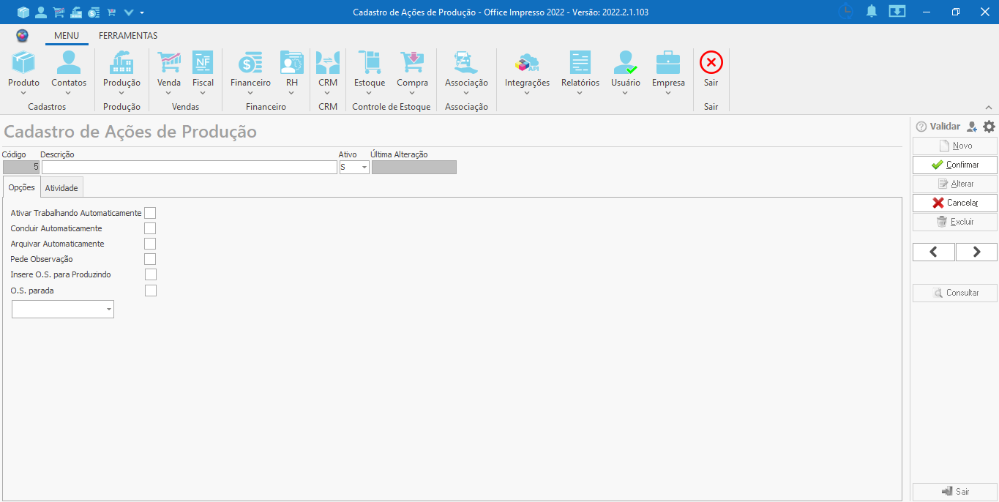 Cadastro de Ações de Produção - Office Impresso 2022 - Versão: 2022.2.1.103
MENU FERRAMENTAS
NF $ API
Produto Contatos Produção Venda Fiscal Financeiro RH CRM Estoque Compra Associação Integrações Relatórios Usuário Empresa Sair
Cadastros Produção Vendas Financeiro CRM Controle de Estoque Associação Sair
Cadastro de Ações de Produção
Código Descrição Ativo Última Alteração
5 S
Opções Atividade
Ativar Trabalhando Automaticamente
Concluir Automaticamente
Arquivar Automaticamente
Pede Observação
Insere O.S. para Produzindo
O.S. parada
Validar
Novo
Confirmar
Alterar
Cancelar
Excluir
Consultar
Sair